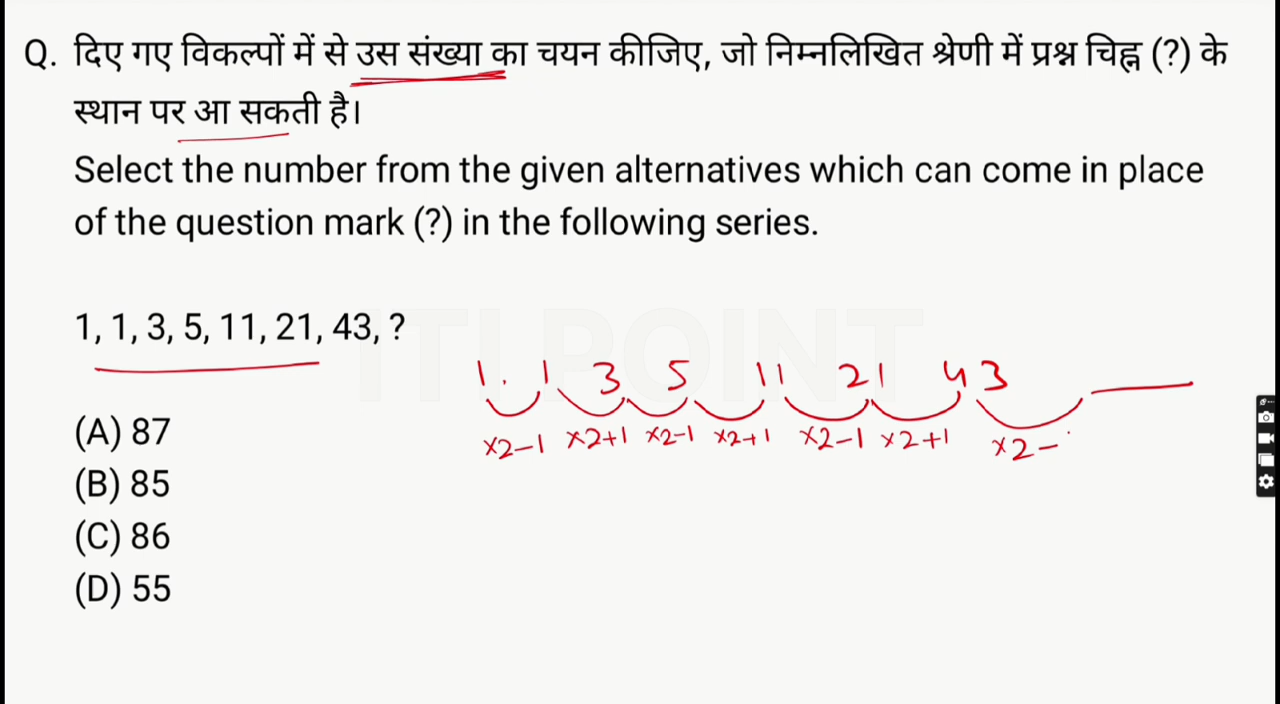 Q. दिए गए विकल्पों में से उस संख्या का चयन कीजिए, जो निम्नलिखित श्रेणी में प्रश्न चिह्न (?) के
स्थान पर आ सकती है।
Select the number from the given alternatives which can come in place
of the question mark (?) in the following series.
1, 1, 3, 5, 11, 21, 43, ?
ITI POINT
1. 1 3 5 11 21 43
×2-1 ×2+1 ×2-1 ×2+1 ×2-1 ×2+1 ×2-
(A) 87
(B) 85
(C) 86
(D) 55